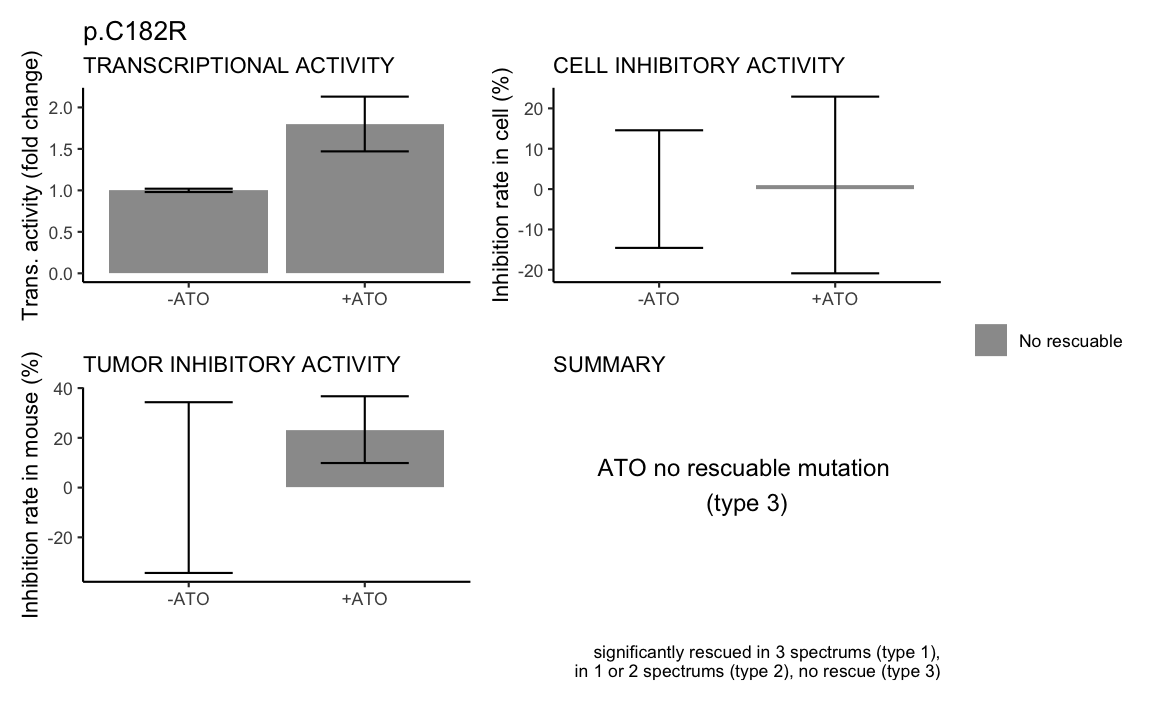 p.C182R
TRANSCRIPTIONAL ACTIVITY
Trans. activity (fold change)
2.0
1.5
1.0
0.5
0.0
-ATO +ATO
CELL INHIBITORY ACTIVITY
Inhibition rate in cell (%)
20
10
0
-10
-20
-ATO +ATO
No rescuable
TUMOR INHIBITORY ACTIVITY
Inhibition rate in mouse (%)
40
20
0
-20
-ATO +ATO
SUMMARY
ATO no rescuable mutation
(type 3)
significantly rescued in 3 spectrums (type 1),
in 1 or 2 spectrums (type 2), no rescue (type 3)